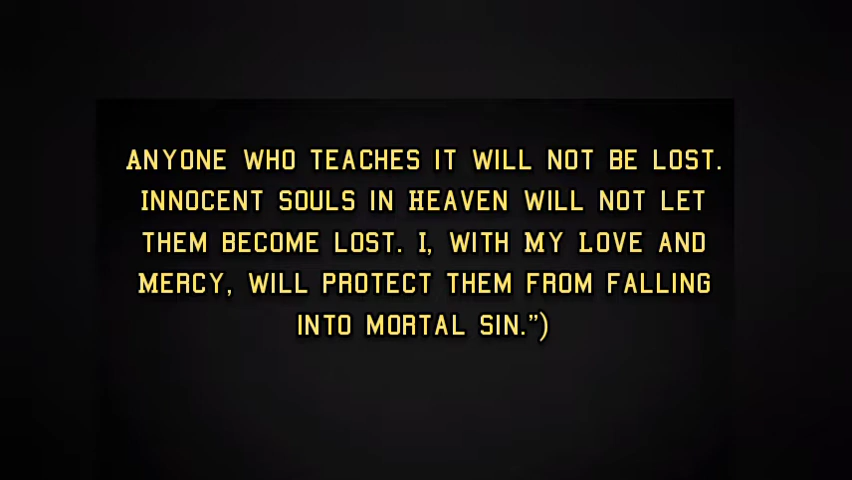 ANYONE WHO TEACHES IT WILL NOT BE LOST.
INNOCENT SOULS IN HEAVEN WILL NOT LET
THEM BECOME LOST. I, WITH MY LOVE AND
MERCY, WILL PROTECT THEM FROM FALLING
INTO MORTAL SIN.”)